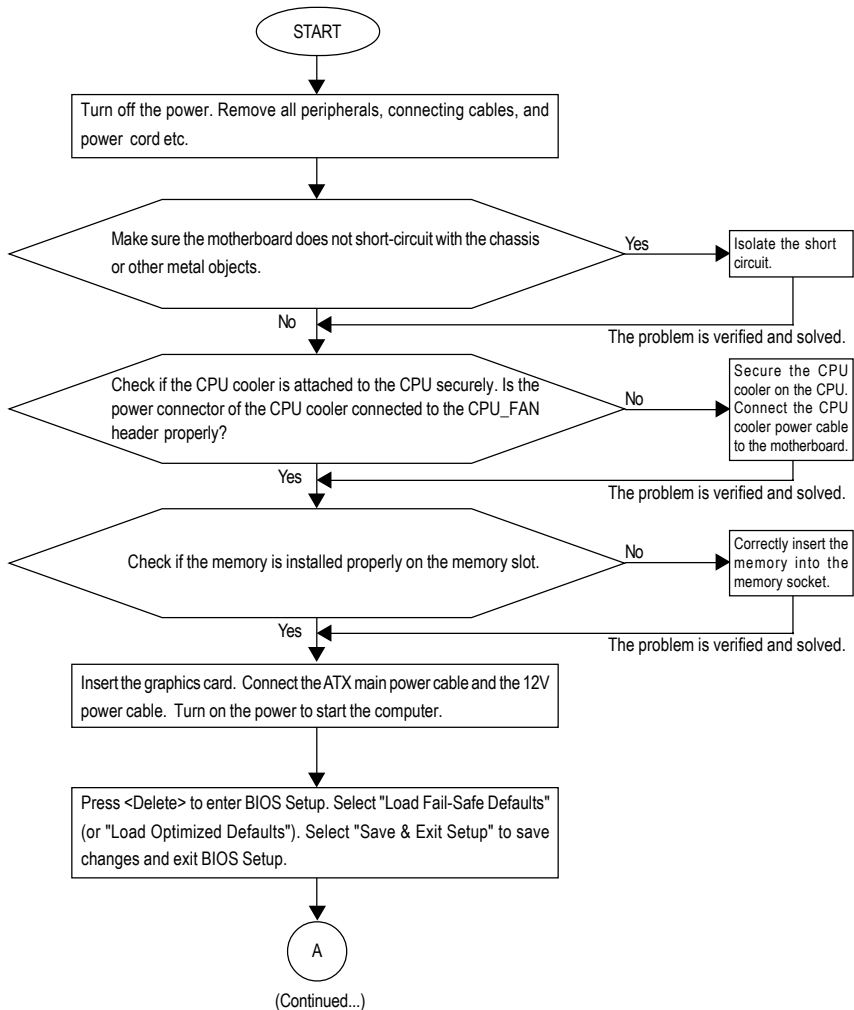 START
Turn off the power. Remove all peripherals, connecting cables, and
power cord etc.
Make sure the motherboard does not short-circuit with the chassis
or other metal objects.
Yes
Isolate the short
circuit.
No
The problem is verified and solved.
Check if the CPU cooler is attached to the CPU securely. Is the
power connector of the CPU cooler connected to the CPU_FAN
header properly?
No
Secure the CPU
cooler on the CPU.
Connect the CPU
cooler power cable
to the motherboard.
Yes
The problem is verified and solved.
Check if the memory is installed properly on the memory slot.
No
Correctly insert the
memory into the
memory socket.
Yes
The problem is verified and solved.
Insert the graphics card. Connect the ATX main power cable and the 12V
power cable. Turn on the power to start the computer.
Press <Delete> to enter BIOS Setup. Select "Load Fail-Safe Defaults"
(or "Load Optimized Defaults"). Select "Save & Exit Setup" to save
changes and exit BIOS Setup.
A
(Continued...)